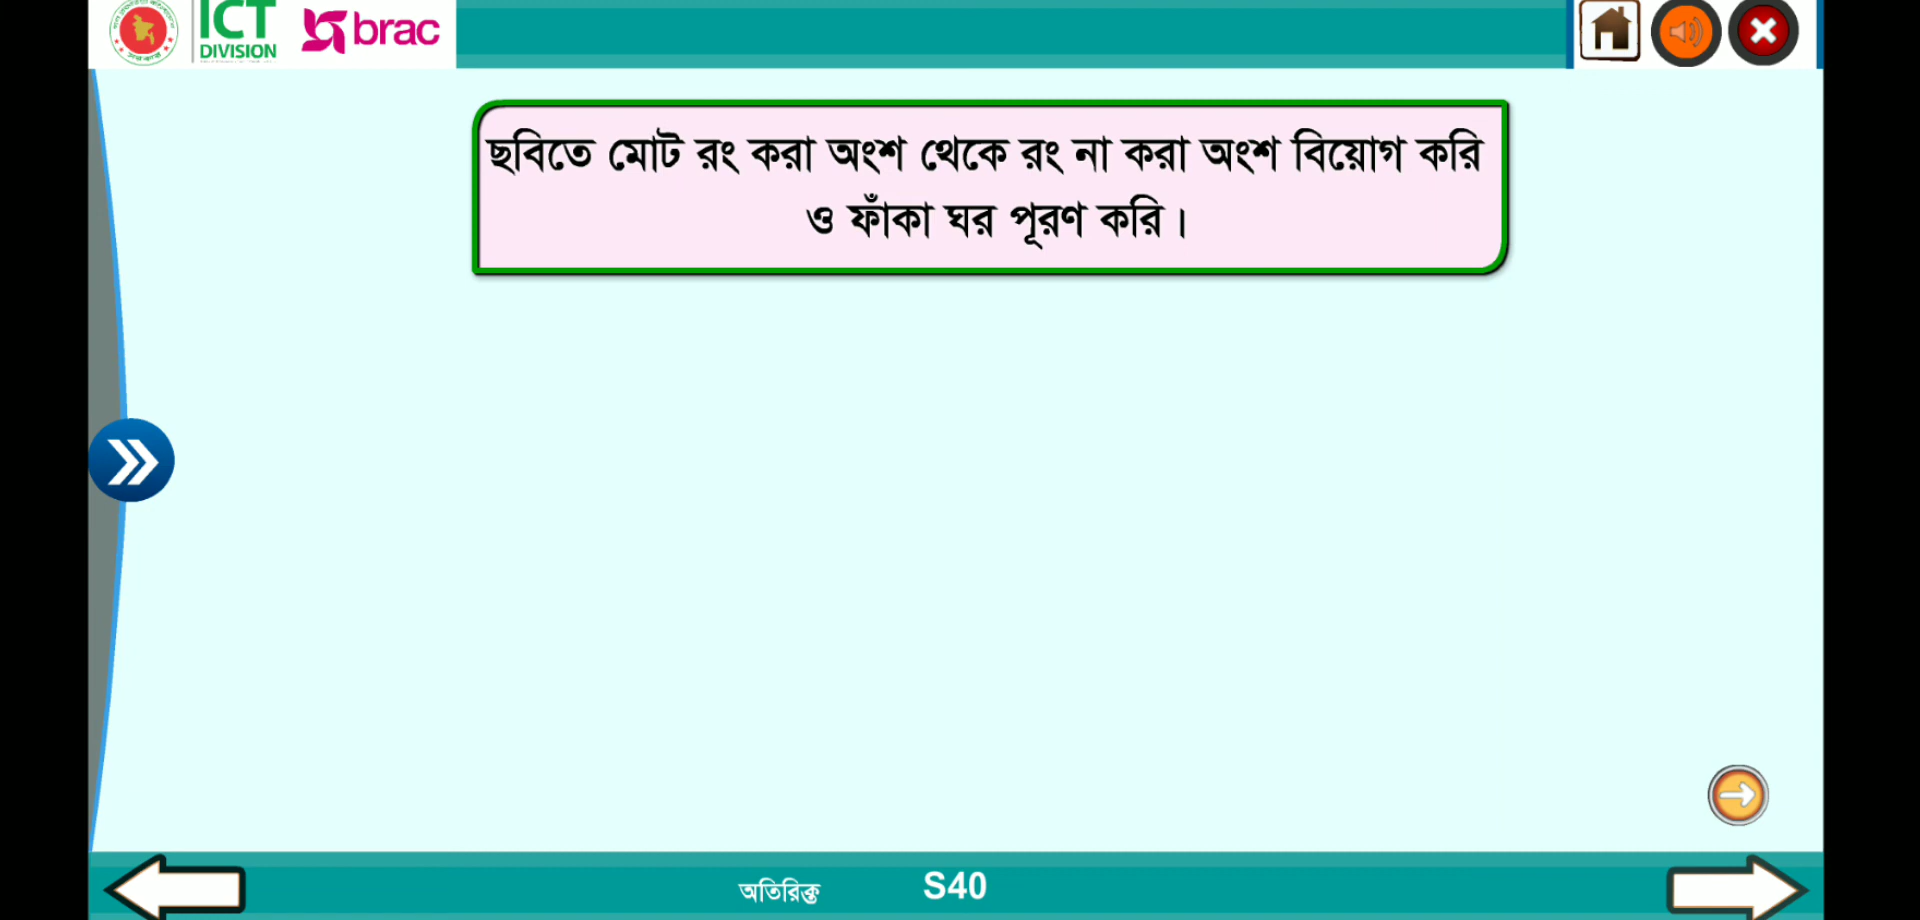 ICT
DIVISION
brac
ছবিতে মোট রং করা অংশ থেকে রং না করা অংশ বিয়োগ করি
ও ফাঁকা ঘর পূরণ করি।
অতিরিক্ত
S40